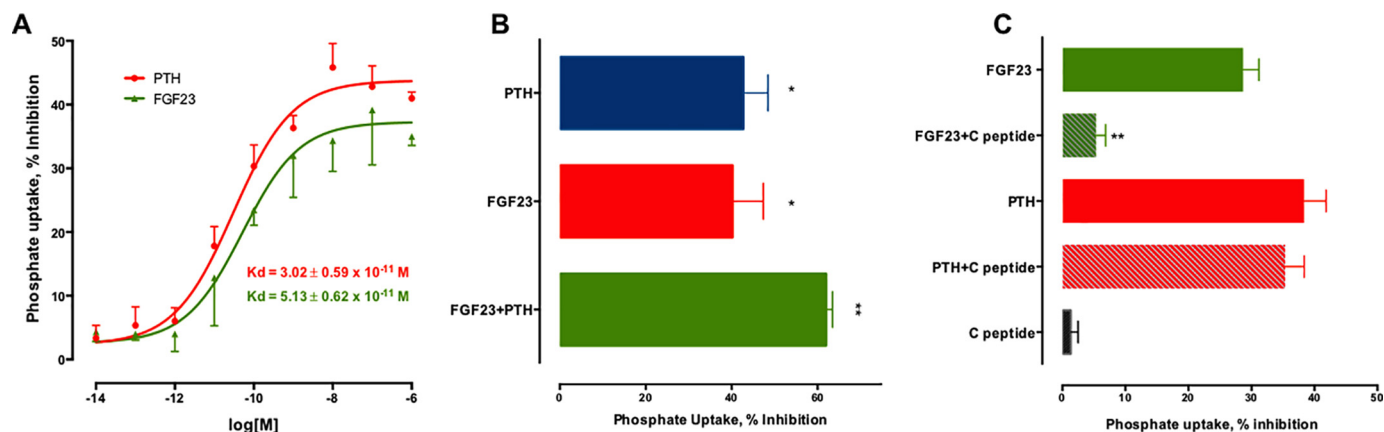 A
Phosphate uptake, % Inhibition
50
40
30
20
10
0
PTH
FGF23
Kd = 3.02 ± 0.59 x 10⁻¹¹ M
Kd = 5.13 ± 0.62 x 10⁻¹¹ M
-14
-12
-10
-8
-6
log[M]
B
PTH
*
FGF23
*
FGF23+PTH
**
0
20
40
60
Phosphate Uptake, % Inhibition
C
FGF23
FGF23+C peptide
**
PTH
PTH+C peptide
C peptide
0
10
20
30
40
50
Phosphate uptake, % inhibition